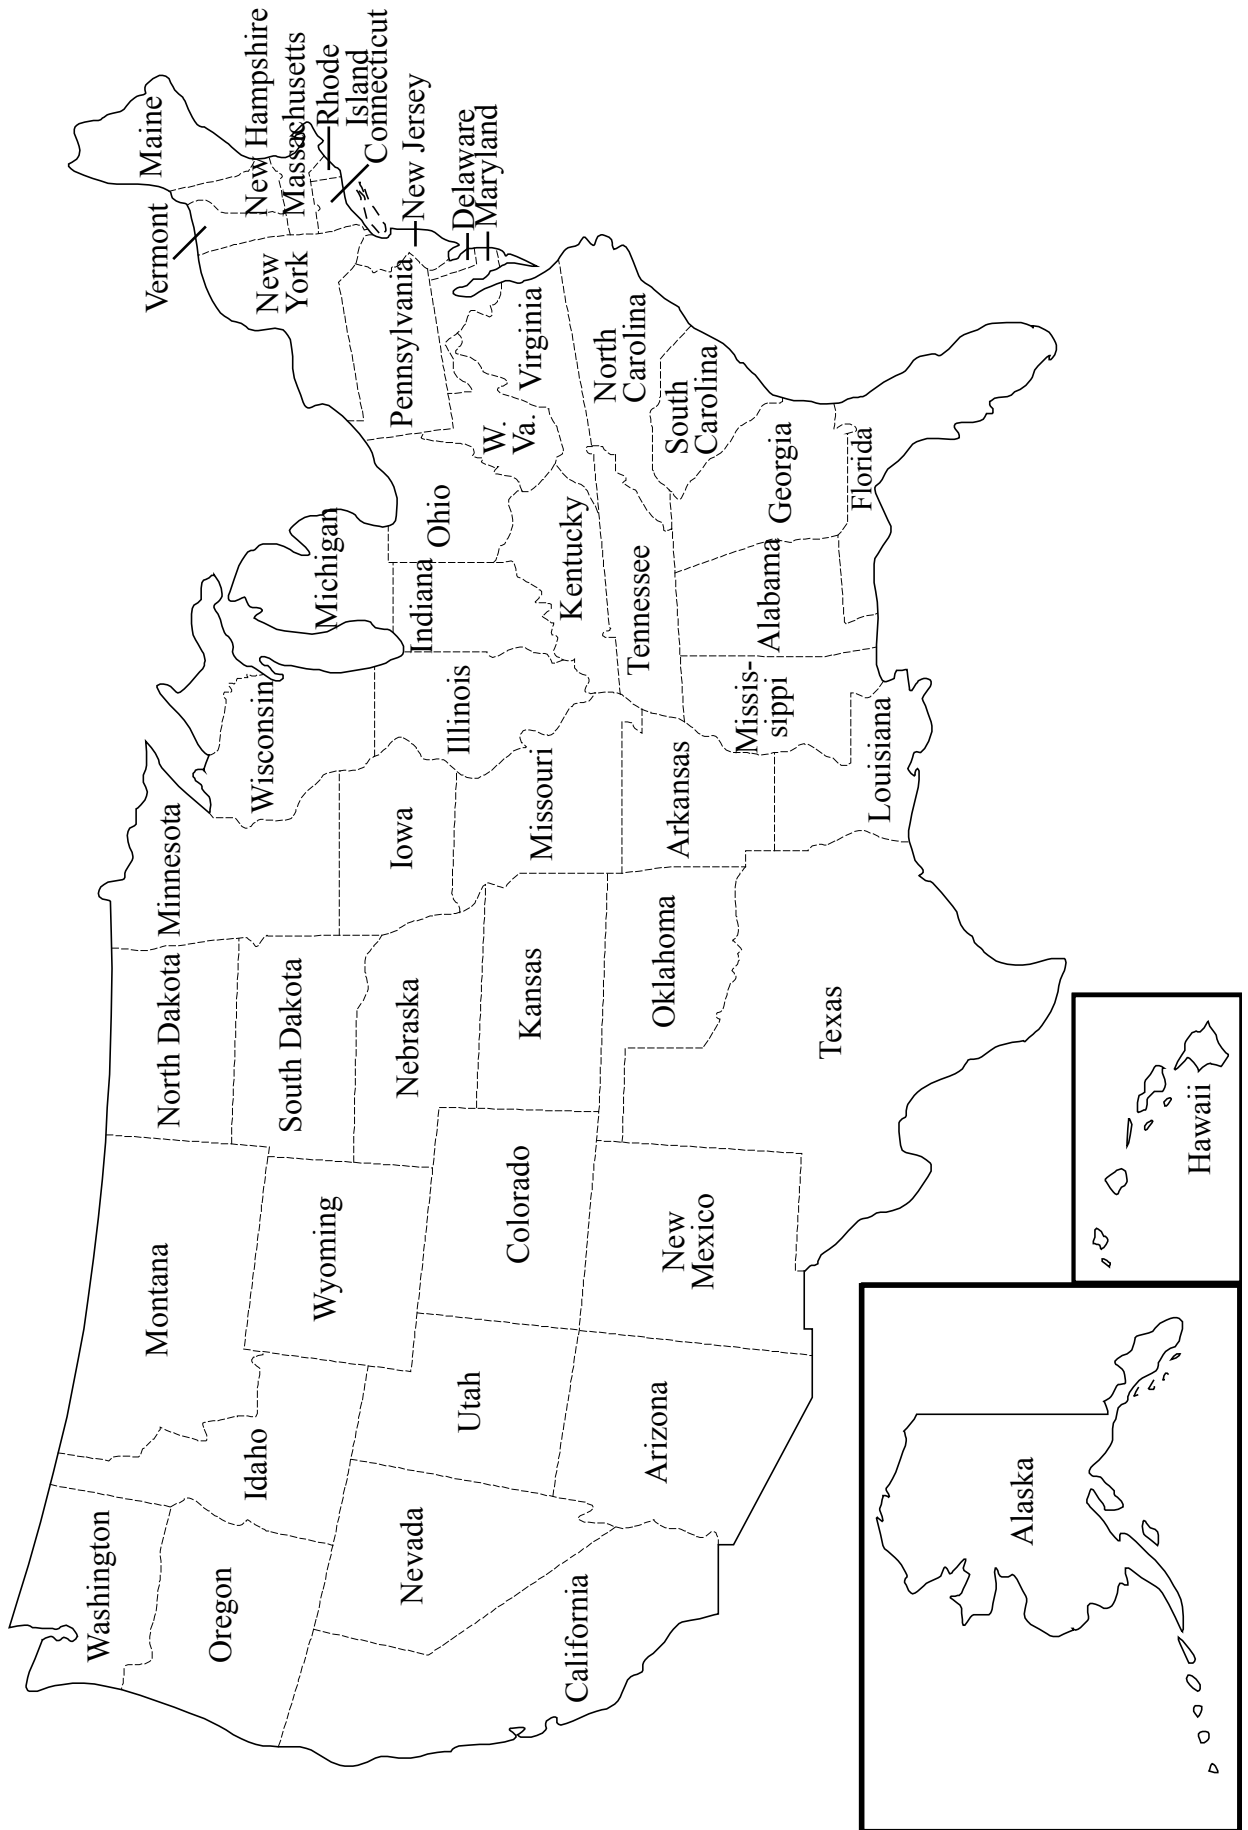 Washington
Oregon
California
Nevada
Idaho
Montana
Wyoming
Utah
Arizona
Colorado
New
Mexico
North Dakota
South Dakota
Nebraska
Kansas
Oklahoma
Texas
Minnesota
Iowa
Missouri
Arkansas
Louisiana
Wisconsin
Illinois
Michigan
Indiana
Ohio
Kentucky
Tennessee
Missis-
sippi
Alabama
Georgia
Florida
South
Carolina
North
Carolina
Virginia
W.
Va.
Pennsylvania
New
York
Vermont
Maine
New Hampshire
Massachusetts
Rhode
Island
Connecticut
New Jersey
Delaware
Maryland
Alaska
Hawaii